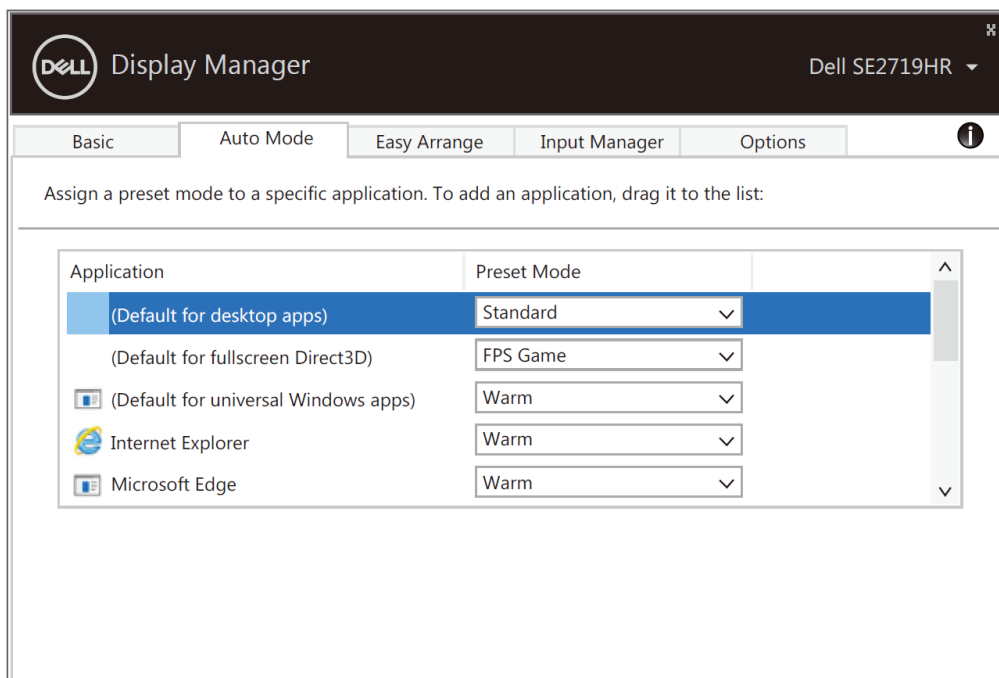 DELL Display Manager Dell SE2719HR
Basic Auto Mode Easy Arrange Input Manager Options
Assign a preset mode to a specific application. To add an application, drag it to the list:
Application Preset Mode
(Default for desktop apps) Standard
(Default for fullscreen Direct3D) FPS Game
(Default for universal Windows apps) Warm
Internet Explorer Warm
Microsoft Edge Warm